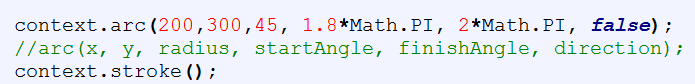 context.arc(200,300,45, 1.8*Math.PI, 2*Math.PI, false);
//arc(x, y, radius, startAngle, finishAngle, direction);
context.stroke();